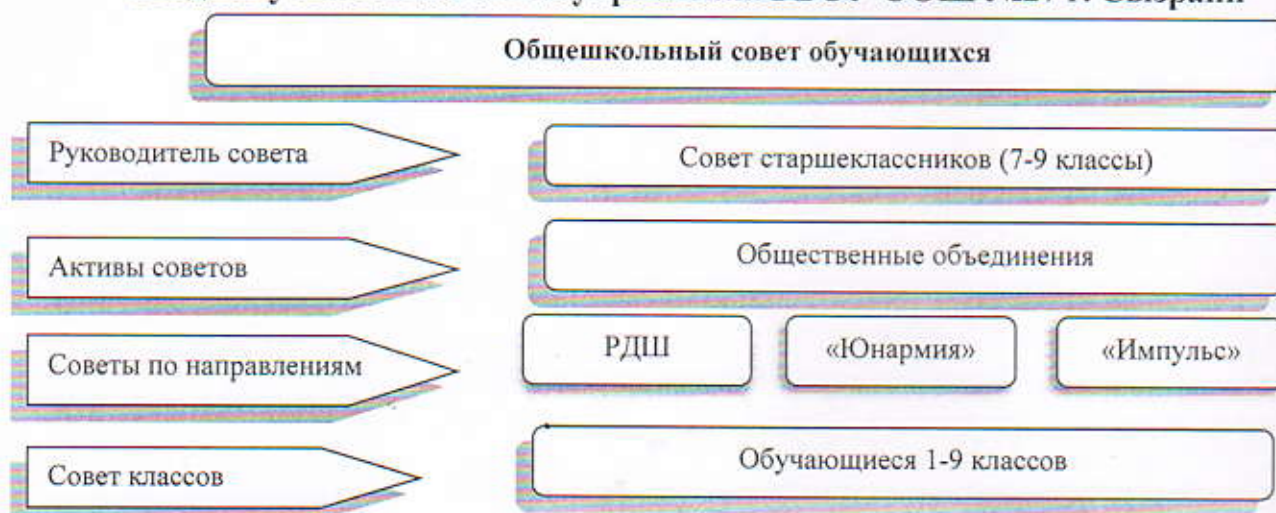 Общешкольный совет обучающихся
Руководитель совета
Совет старшеклассников (7-9 классы)
Активы советов
Общественные объединения
Советы по направлениям
РДШ
«Юнармия»
«Импульс»
Совет классов
Обучающиеся 1-9 классов